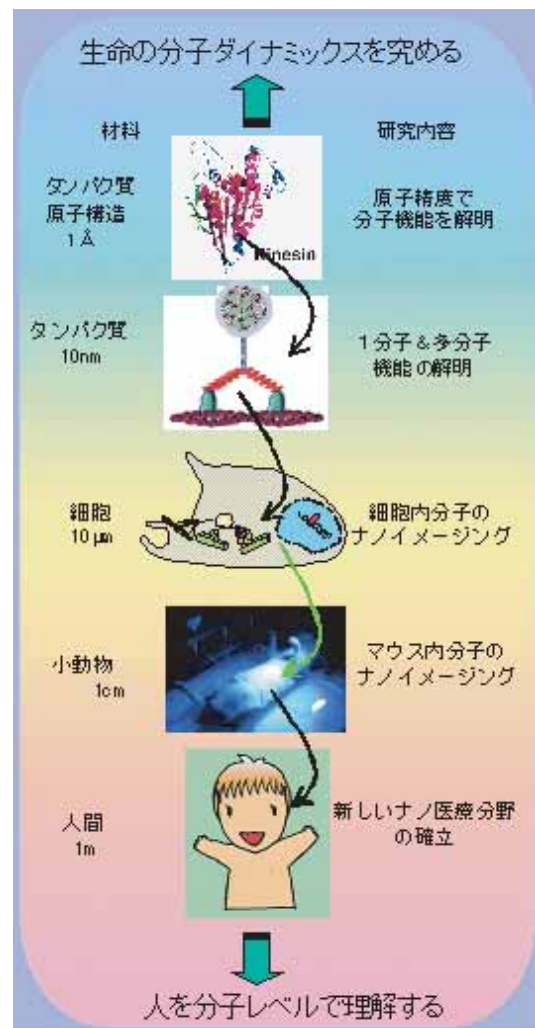 生命の分子ダイナミックスを究める
材料
研究内容
タンパク質
原子構造
1 Å
原子精度で
分子機能を解明
Kinesin
タンパク質
10nm
1分子&多分子
機能の解明
細胞
10 μm
細胞内分子の
ナノイメージング
小動物
1cm
マウス内分子の
ナノイメージング
人間
1m
新しいナノ医療分野
の確立
人を分子レベルで理解する